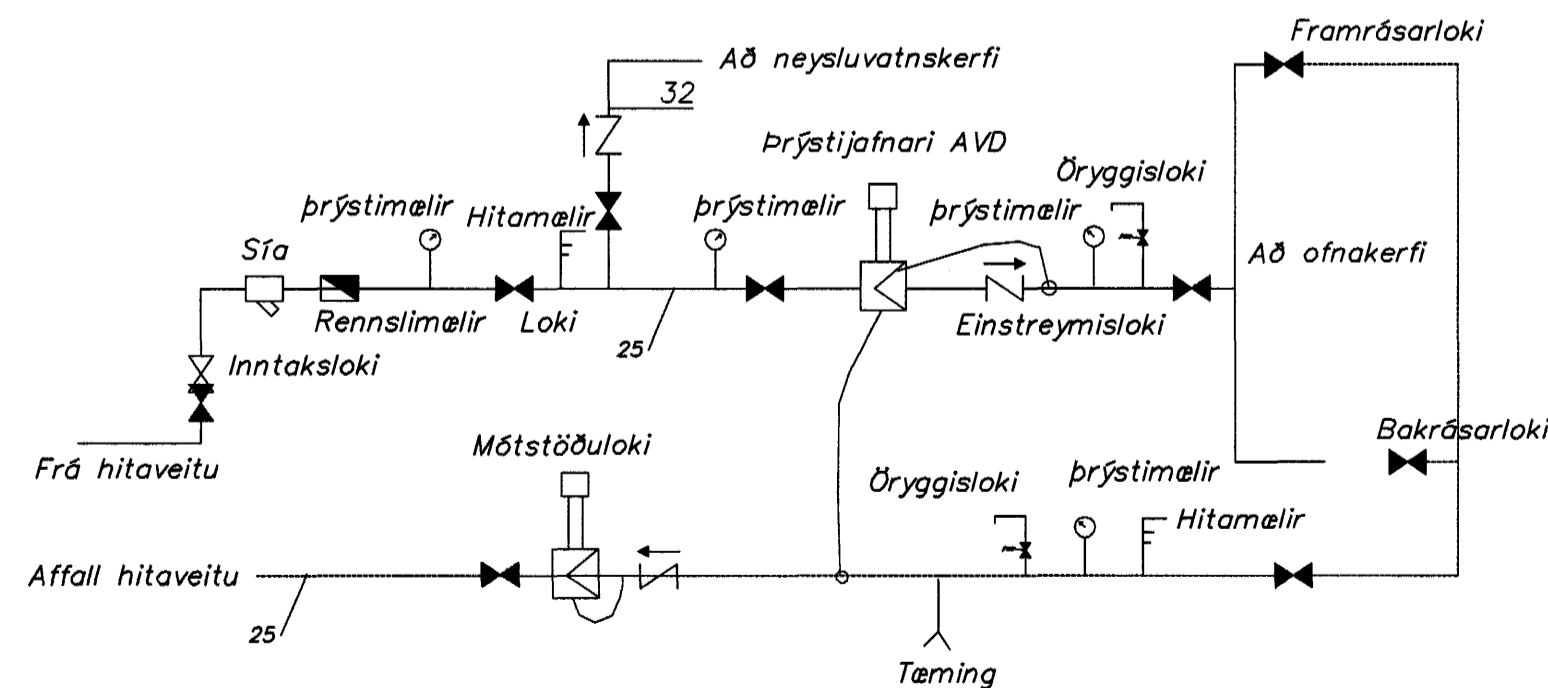 Framrásarloki
Að neysluvatnskerfi
32
Þrýstijafnari AVD
Öryggisloki
þrýstimælir
Hitamælir
þrýstimælir
þrýstimælir
Sía
Að ofnakerfi
Rennslimælir
Loki
Einstreymisloki
25
Inntaksloki
Frá hitaveitu
Mótstöðuloki
Bakrásarloki
Öryggisloki
þrýstimælir
Hitamælir
Affall hitaveitu
25
Tæming